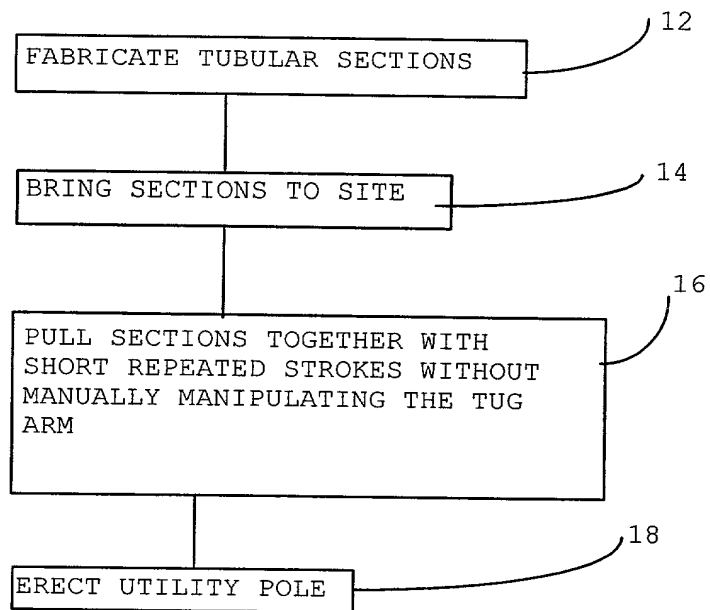 12
FABRICATE TUBULAR SECTIONS
14
BRING SECTIONS TO SITE
16
PULL SECTIONS TOGETHER WITH
SHORT REPEATED STROKES WITHOUT
MANUALLY MANIPULATING THE TUG
ARM
18
ERECT UTILITY POLE